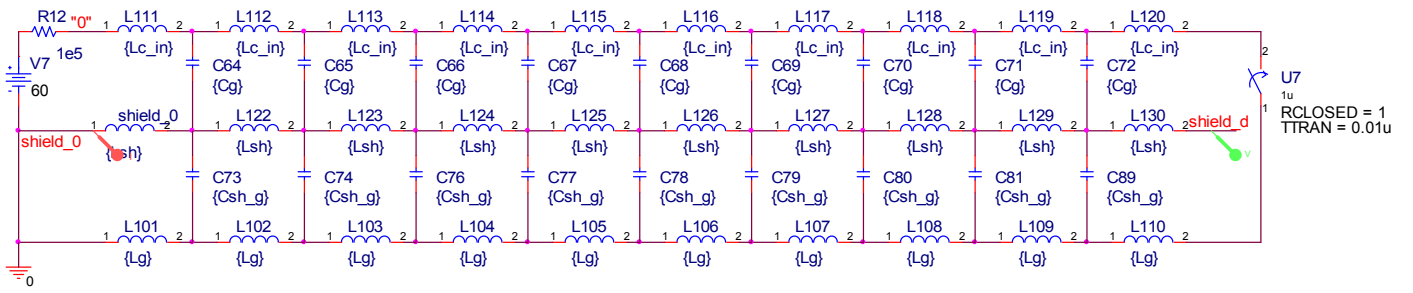 R12 "0" L111 L112 L113 L114 L115 L116 L117 L118 L119 L120
1 2 1 2 1 2 1 2 1 2 1 2 1 2 1 2 1 2 1 2
1e5 {Lc_in} {Lc_in} {Lc_in} {Lc_in} {Lc_in} {Lc_in} {Lc_in} {Lc_in} {Lc_in} {Lc_in} 2
V7 C64 C65 C66 C67 C68 C69 C70 C71 C72 U7
+ {Cg} {Cg} {Cg} {Cg} {Cg} {Cg} {Cg} {Cg} {Cg} 1u
- 60 1
RCLOSED = 1
TTRAN = 0.01u
shield_0 L122 L123 L124 L125 L126 L127 L128 L129 L130 shield_d
1 2 1 2 1 2 1 2 1 2 1 2 1 2 1 2 1 2 1 2
shield_0 {Lsh} {Lsh} {Lsh} {Lsh} {Lsh} {Lsh} {Lsh} {Lsh} {Lsh} {Lsh} V
C73 C74 C76 C77 C78 C79 C80 C81 C89
{Csh_g} {Csh_g} {Csh_g} {Csh_g} {Csh_g} {Csh_g} {Csh_g} {Csh_g} {Csh_g}
L101 L102 L103 L104 L105 L106 L107 L108 L109 L110
1 2 1 2 1 2 1 2 1 2 1 2 1 2 1 2 1 2 1 2
{Lg} {Lg} {Lg} {Lg} {Lg} {Lg} {Lg} {Lg} {Lg} {Lg}
0